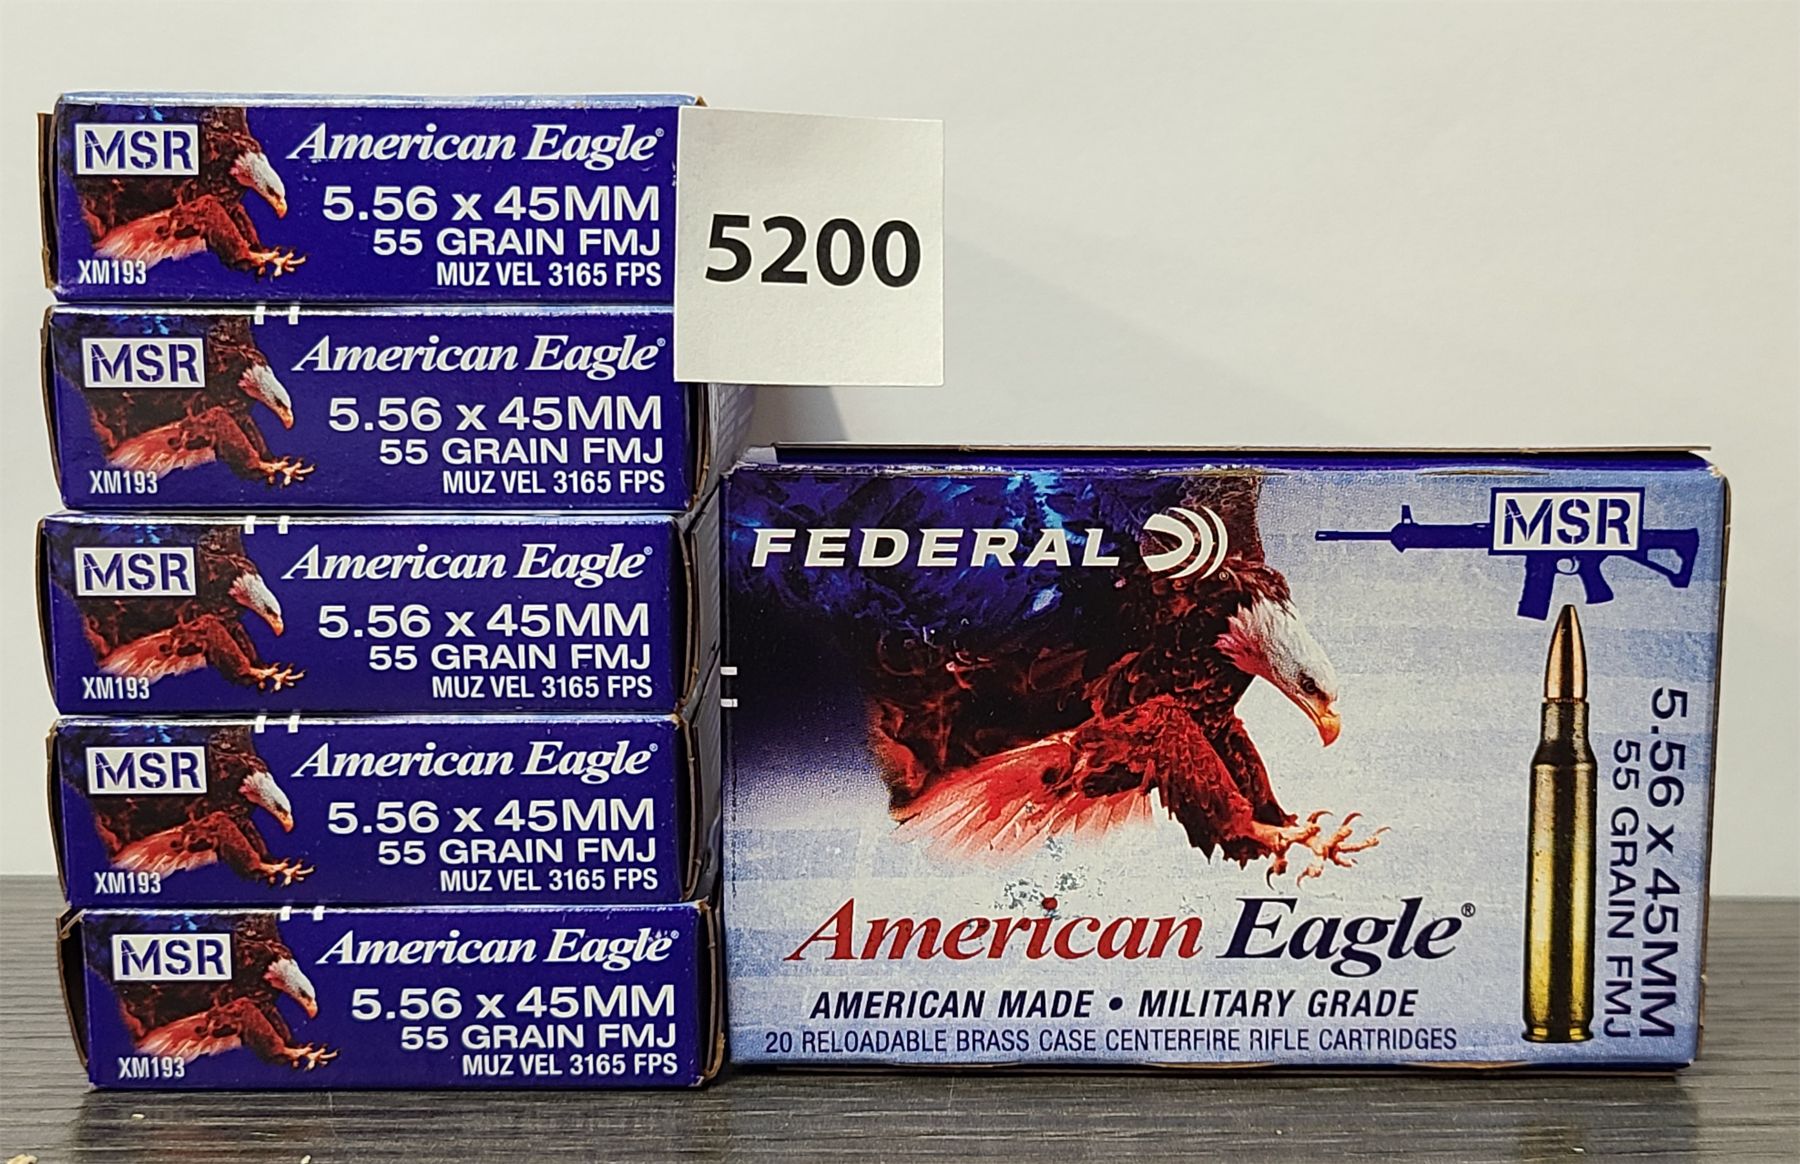 MSR
American Eagle®
5.56 x 45MM
55 GRAIN FMJ
XM193
MUZ VEL 3165 FPS
5200
MSR
American Eagle®
5.56 x 45MM
55 GRAIN FMJ
XM193
MUZ VEL 3165 FPS
MSR
American Eagle®
5.56 x 45MM
55 GRAIN FMJ
XM193
MUZ VEL 3165 FPS
MSR
American Eagle®
5.56 x 45MM
55 GRAIN FMJ
XM193
MUZ VEL 3165 FPS
MSR
American Eagle®
5.56 x 45MM
55 GRAIN FMJ
XM193
MUZ VEL 3165 FPS
FEDERAL®
MSR
5.56 x 45MM
55 GRAIN FMJ
American Eagle®
AMERICAN MADE • MILITARY GRADE
20 RELOADABLE BRASS CASE CENTERFIRE RIFLE CARTRIDGES